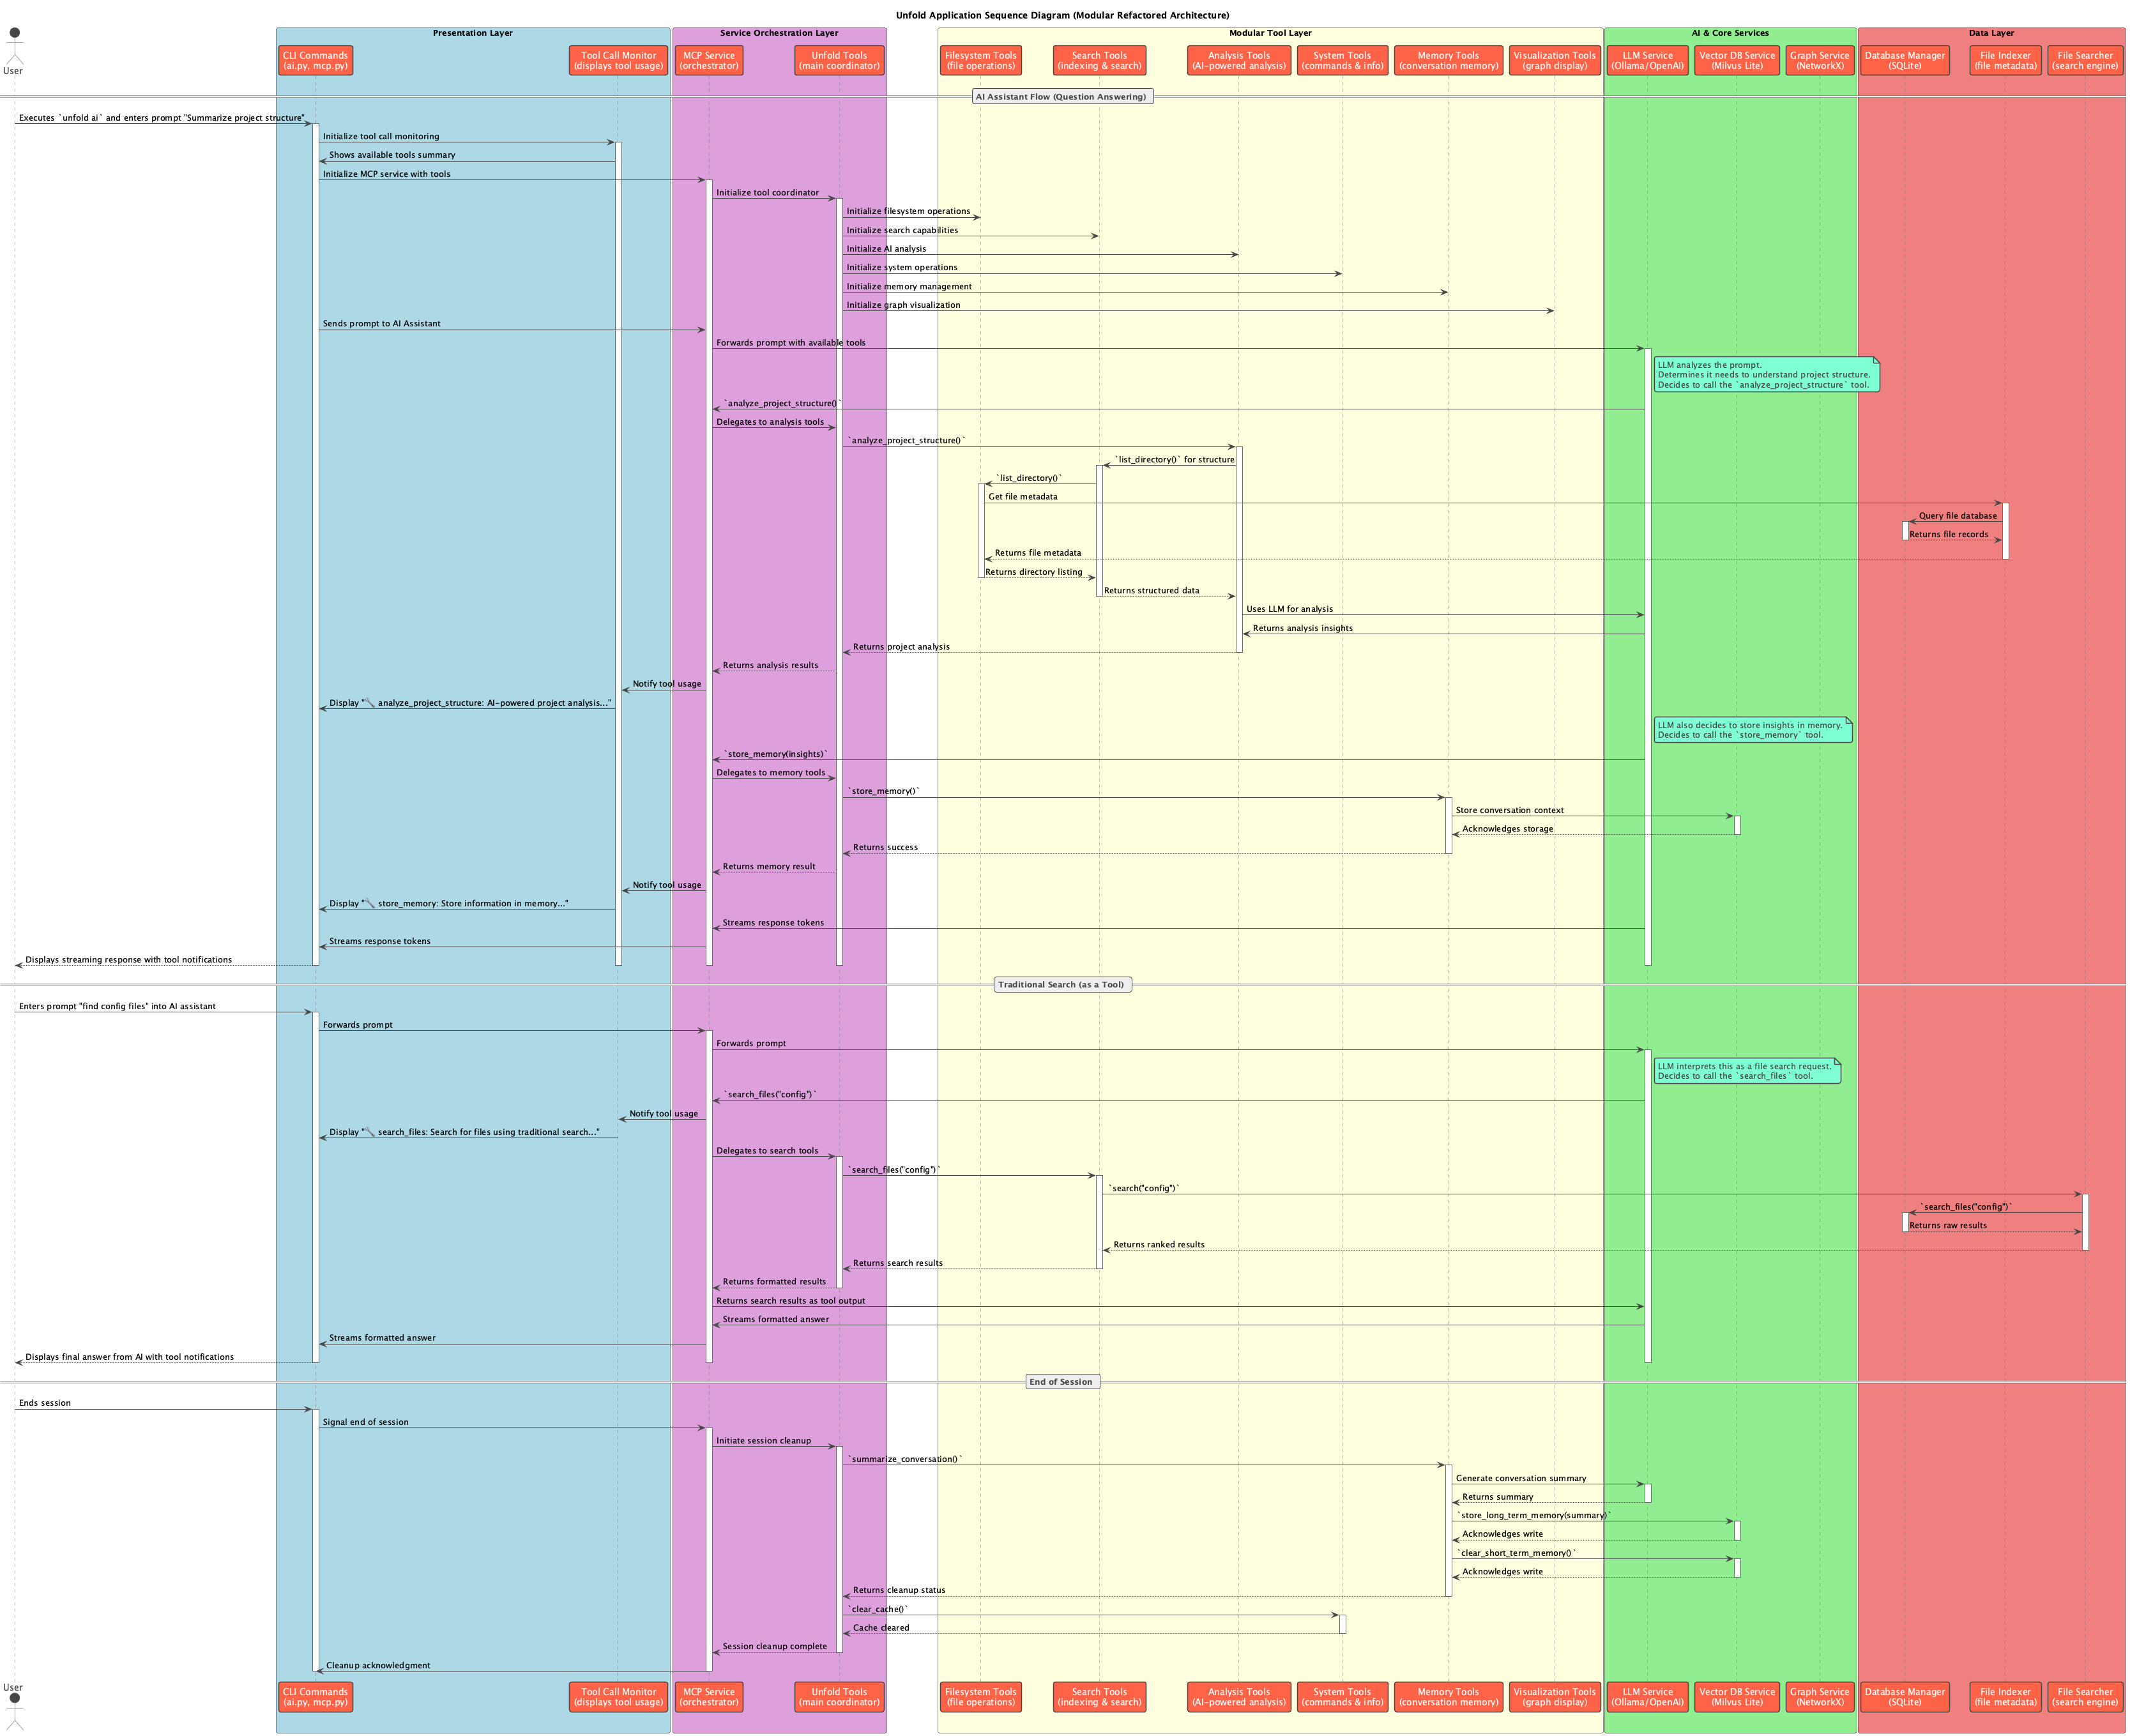 Unfold Application Sequence Diagram (Modular Refactored Architecture)
Presentation Layer
Service Orchestration Layer
Modular Tool Layer
AI & Core Services
Data Layer
User
CLI Commands
(ai.py, mcp.py)
Tool Call Monitor
(displays tool usage)
MCP Service
(orchestrator)
Unfold Tools
(main coordinator)
Filesystem Tools
(file operations)
Search Tools
(indexing & search)
Analysis Tools
(AI-powered analysis)
System Tools
(commands & info)
Memory Tools
(conversation memory)
Visualization Tools
(graph display)
LLM Service
(Ollama/OpenAI)
Vector DB Service
(Milvus Lite)
Graph Service
(NetworkX)
Database Manager
(SQLite)
File Indexer
(file metadata)
File Searcher
(search engine)
AI Assistant Flow (Question Answering)
Executes `unfold ai` and enters prompt "Summarize project structure"
Initialize tool call monitoring
Shows available tools summary
Initialize MCP service with tools
Initialize tool coordinator
Initialize filesystem operations
Initialize search capabilities
Initialize AI analysis
Initialize system operations
Initialize memory management
Initialize graph visualization
Sends prompt to AI Assistant
Forwards prompt with available tools
LLM analyzes the prompt.
Determines it needs to understand project structure.
Decides to call the `analyze_project_structure` tool.
`analyze_project_structure()`
Delegates to analysis tools
`analyze_project_structure()`
`list_directory()` for structure
`list_directory()`
Get file metadata
Query file database
Returns file records
Returns file metadata
Returns directory listing
Returns structured data
Uses LLM for analysis
Returns analysis insights
Returns project analysis
Returns analysis results
Notify tool usage
Display "🔧 analyze_project_structure: AI-powered project analysis..."
LLM also decides to store insights in memory.
Decides to call the `store_memory` tool.
`store_memory(insights)`
Delegates to memory tools
`store_memory()`
Store conversation context
Acknowledges storage
Returns success
Returns memory result
Notify tool usage
Display "🔧 store_memory: Store information in memory..."
Streams response tokens
Streams response tokens
Displays streaming response with tool notifications
Traditional Search (as a Tool)
Enters prompt "find config files" into AI assistant
Forwards prompt
Forwards prompt
LLM interprets this as a file search request.
Decides to call the `search_files` tool.
`search_files("config")`
Notify tool usage
Display "🔧 search_files: Search for files using traditional search..."
Delegates to search tools
`search_files("config")`
`search("config")`
`search_files("config")`
Returns raw results
Returns ranked results
Returns search results
Returns formatted results
Returns search results as tool output
Streams formatted answer
Streams formatted answer
Displays final answer from AI with tool notifications
End of Session
Ends session
Signal end of session
Initiate session cleanup
`summarize_conversation()`
Generate conversation summary
Returns summary
`store_long_term_memory(summary)`
Acknowledges write
`clear_short_term_memory()`
Acknowledges write
Returns cleanup status
`clear_cache()`
Cache cleared
Session cleanup complete
Cleanup acknowledgment
User
CLI Commands
(ai.py, mcp.py)
Tool Call Monitor
(displays tool usage)
MCP Service
(orchestrator)
Unfold Tools
(main coordinator)
Filesystem Tools
(file operations)
Search Tools
(indexing & search)
Analysis Tools
(AI-powered analysis)
System Tools
(commands & info)
Memory Tools
(conversation memory)
Visualization Tools
(graph display)
LLM Service
(Ollama/OpenAI)
Vector DB Service
(Milvus Lite)
Graph Service
(NetworkX)
Database Manager
(SQLite)
File Indexer
(file metadata)
File Searcher
(search engine)